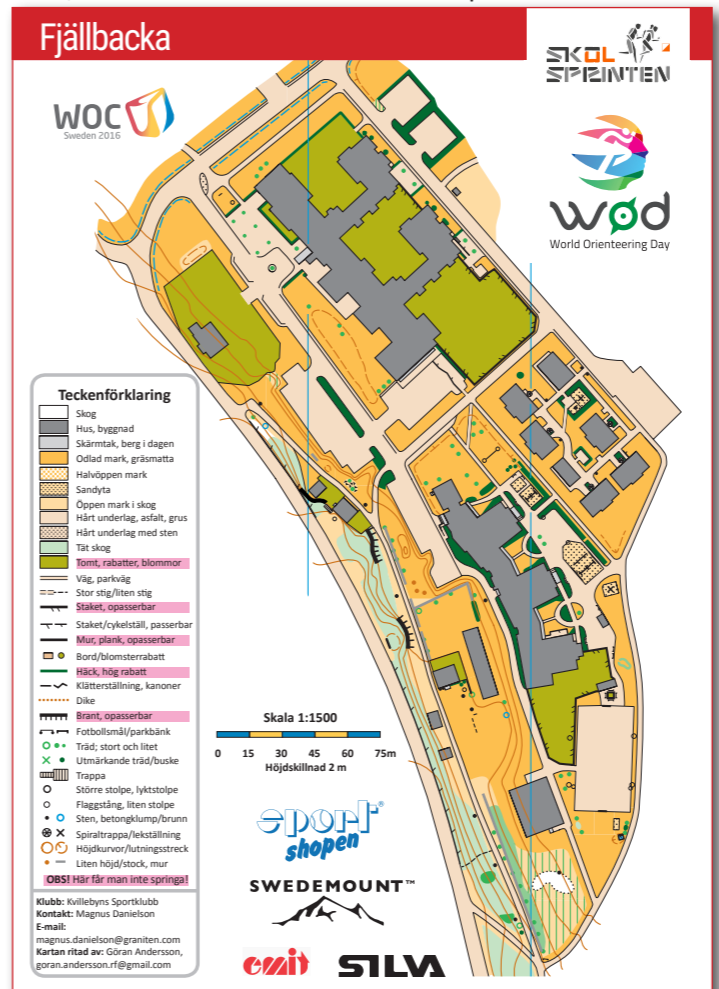 Fjällbacka
SKOL
SPRINTEN
WOC
Sweden 2016
wod
World Orienteering Day
Teckenförklaring
Skog
Hus, byggnad
Skärmtak, berg i dagen
Odlad mark, gräsmatta
Halvöppen mark
Sandyta
Öppen mark i skog
Hårt underlag, asfalt, grus
Hårt underlag med sten
Tät skog
Tomt, rabatter, blommor
Väg, parkväg
Stor stig/liten stig
Staket, opasserbar
Staket/cykelställ, passerbar
Mur, plank, opasserbar
Bord/blomsterrabatt
Häck, hög rabatt
Klätterställning, kanoner
Dike
Brant, opasserbar
Fotbollsmål/parkbänk
Träd; stort och litet
Utmärkande träd/buske
Trappa
Större stolpe, lyktstolpe
Flaggstång, liten stolpe
Sten, betongklump/brunn
Spiraltrappa/lekställning
Höjdkurvor/lutningsstreck
Liten höjd/stock, mur
OBS! Här får man inte springa!
Klubb: Kvillebyns Sportklubb
Kontakt: Magnus Danielson
E-mail:
magnus.danielson@graniten.com
Kartan ritad av: Göran Andersson,
goran.andersson.rf@gmail.com
Skala 1:1500
0 15 30 45 60 75m
Höjdskillnad 2 m
sport®
shopen
SWEDEMOUNT™
emit
SILVA